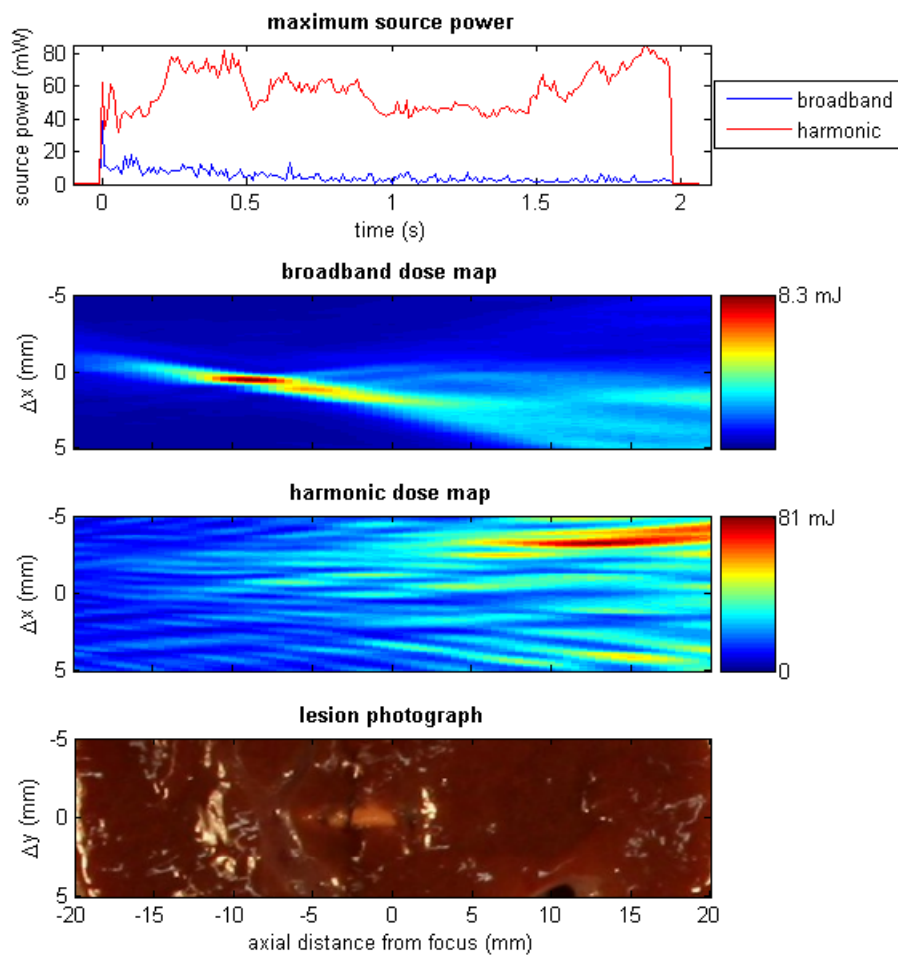 maximum source power
source power (mW)
80
60
40
20
0
0
0.5
1
1.5
2
time (s)
broadband
harmonic
broadband dose map
Δx (mm)
-5
0
5
8.3 mJ
harmonic dose map
Δx (mm)
-5
0
5
81 mJ
0
lesion photograph
Δy (mm)
-5
0
5
-20
-15
-10
-5
0
5
10
15
20
axial distance from focus (mm)